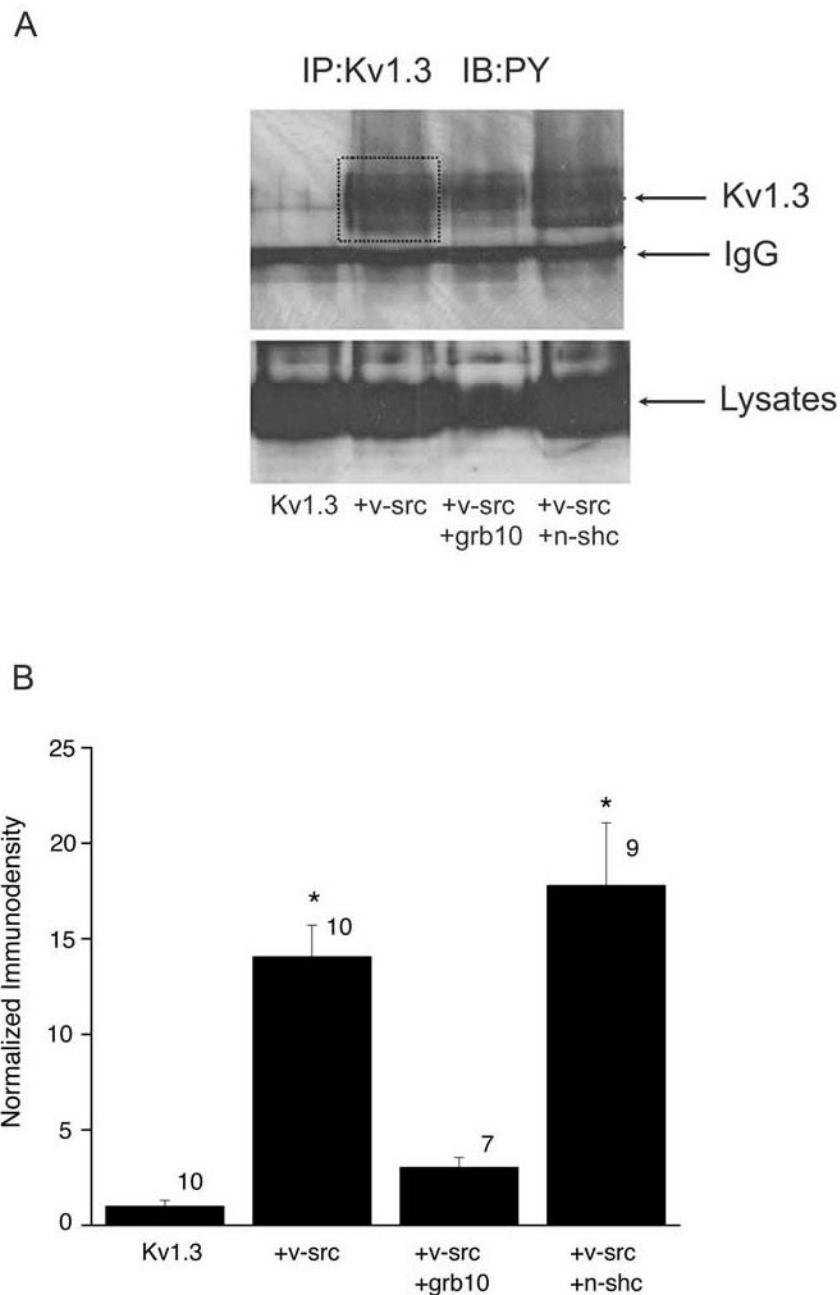 A
IP:Kv1.3 IB:PY
Kv1.3
IgG
Lysates
Kv1.3 +v-src +v-src +v-src
+grb10 +n-shc
B
Normalized Immunodensity
25
20
15
10
5
0
10
*
10
7
*
9
Kv1.3 +v-src +v-src +v-src
+grb10 +n-shc